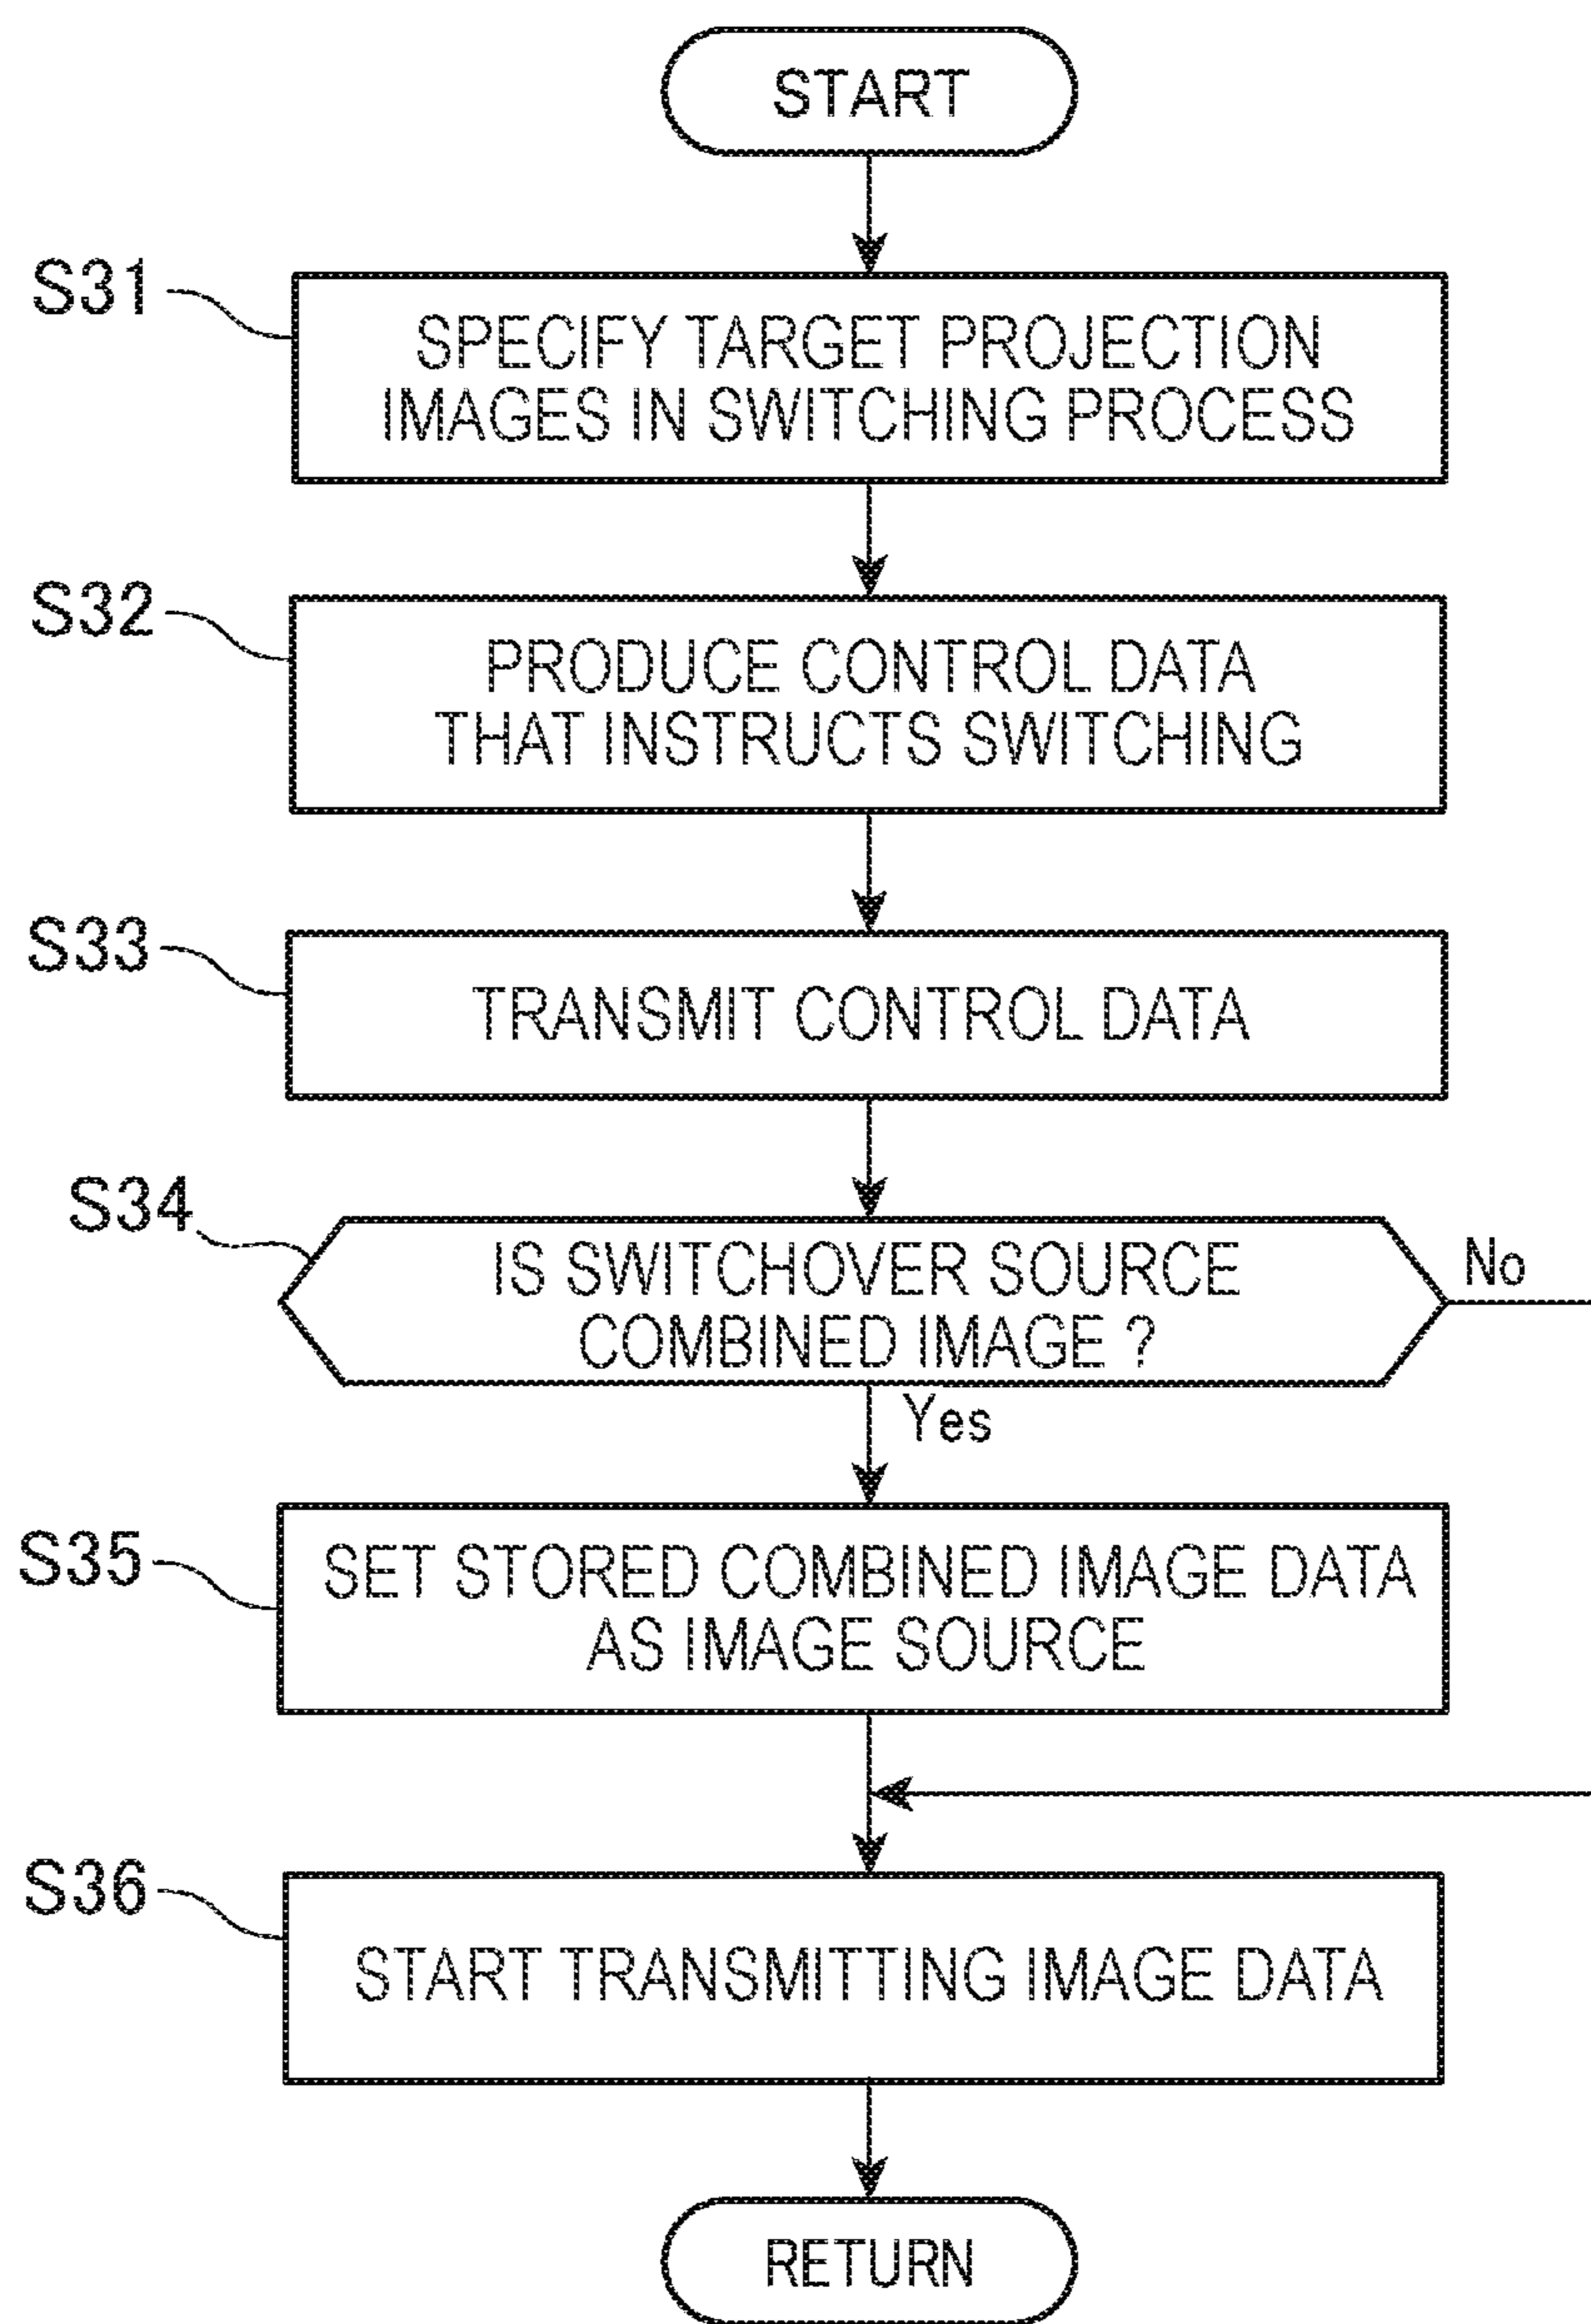 START
S31
SPECIFY TARGET PROJECTION
IMAGES IN SWITCHING PROCESS
S32
PRODUCE CONTROL DATA
THAT INSTRUCTS SWITCHING
S33
TRANSMIT CONTROL DATA
S34
IS SWITCHOVER SOURCE
COMBINED IMAGE ?
No
Yes
S35
SET STORED COMBINED IMAGE DATA
AS IMAGE SOURCE
S36
START TRANSMITTING IMAGE DATA
RETURN